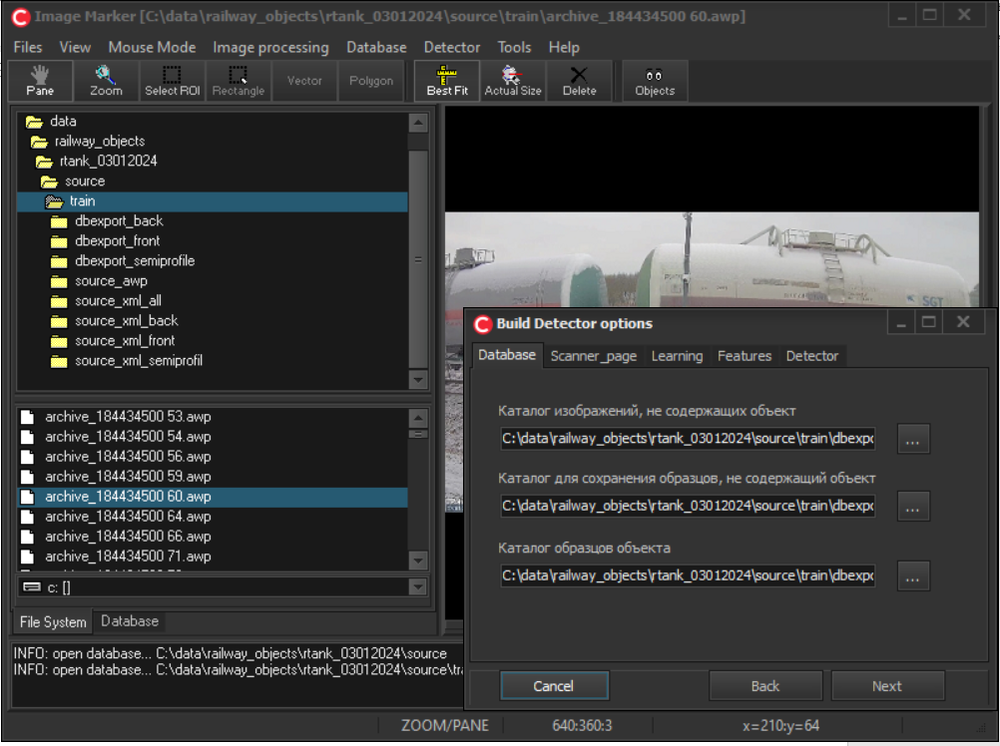 Image Marker [C:\data\railway_objects\rtank_03012024\source\train\archive_184434500 60.awp]
Files View Mouse Mode Image processing Database Detector Tools Help
Pane Zoom Select ROI Rectangle Vector Polygon Best Fit Actual Size Delete Objects
data
railway_objects
rtank_03012024
source
train
dbexport_back
dbexport_front
dbexport_semiprofile
source_awp
source_xml_all
source_xml_back
source_xml_front
source_xml_semiprofil
archive_184434500 53.awp
archive_184434500 54.awp
archive_184434500 56.awp
archive_184434500 59.awp
archive_184434500 60.awp
archive_184434500 64.awp
archive_184434500 66.awp
archive_184434500 71.awp
c: []
File System Database
INFO: open database... C:\data\railway_objects\rtank_03012024\source
INFO: open database... C:\data\railway_objects\rtank_03012024\source\tra
SGT
Build Detector options
Database Scanner_page Learning Features Detector
Каталог изображений, не содержащих объект
C:\data\railway_objects\rtank_03012024\source\train\dbexpo
...
Каталог для сохранения образцов, не содержащий объект
C:\data\railway_objects\rtank_03012024\source\train\dbexpo
...
Каталог образцов объекта
C:\data\railway_objects\rtank_03012024\source\train\dbexpo
...
Cancel Back Next
ZOOM/PANE 640:360:3 x=210:y=64